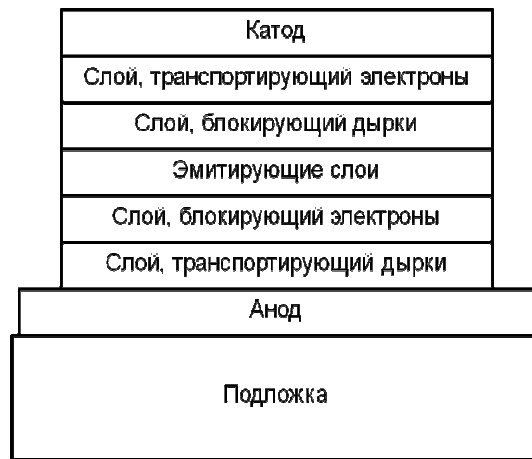 Катод
Слой, транспортирующий электроны
Слой, блокирующий дырки
Эмитирующие слои
Слой, блокирующий электроны
Слой, транспортирующий дырки
Анод
Подложка